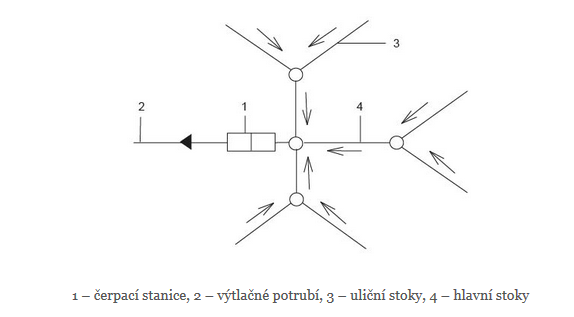 3
2
1
4
1 – čerpací stanice, 2 – výtlačné potrubí, 3 – uliční stoky, 4 – hlavní stoky